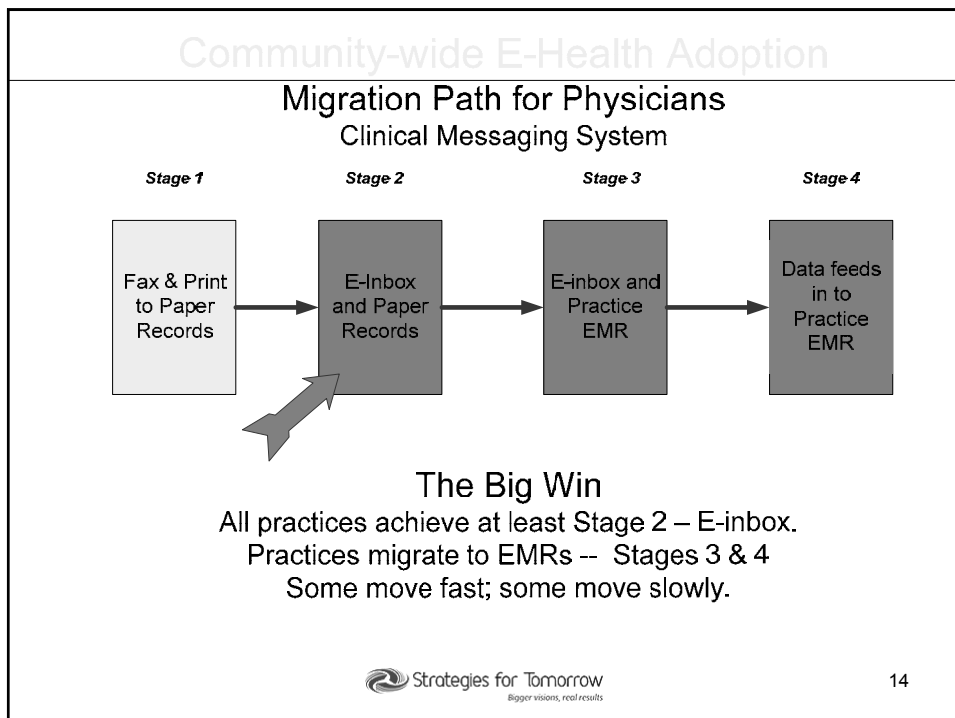 Community-wide E-Health Adoption
Migration Path for Physicians
Clinical Messaging System
Stage 1
Stage 2
Stage 3
Stage 4
Fax & Print
to Paper
Records
E-Inbox
and Paper
Records
E-inbox and
Practice
EMR
Data feeds
in to
Practice
EMR
The Big Win
All practices achieve at least Stage 2 – E-inbox.
Practices migrate to EMRs -- Stages 3 & 4
Some move fast; some move slowly.
Strategies for Tomorrow
Bigger visions, real results
14